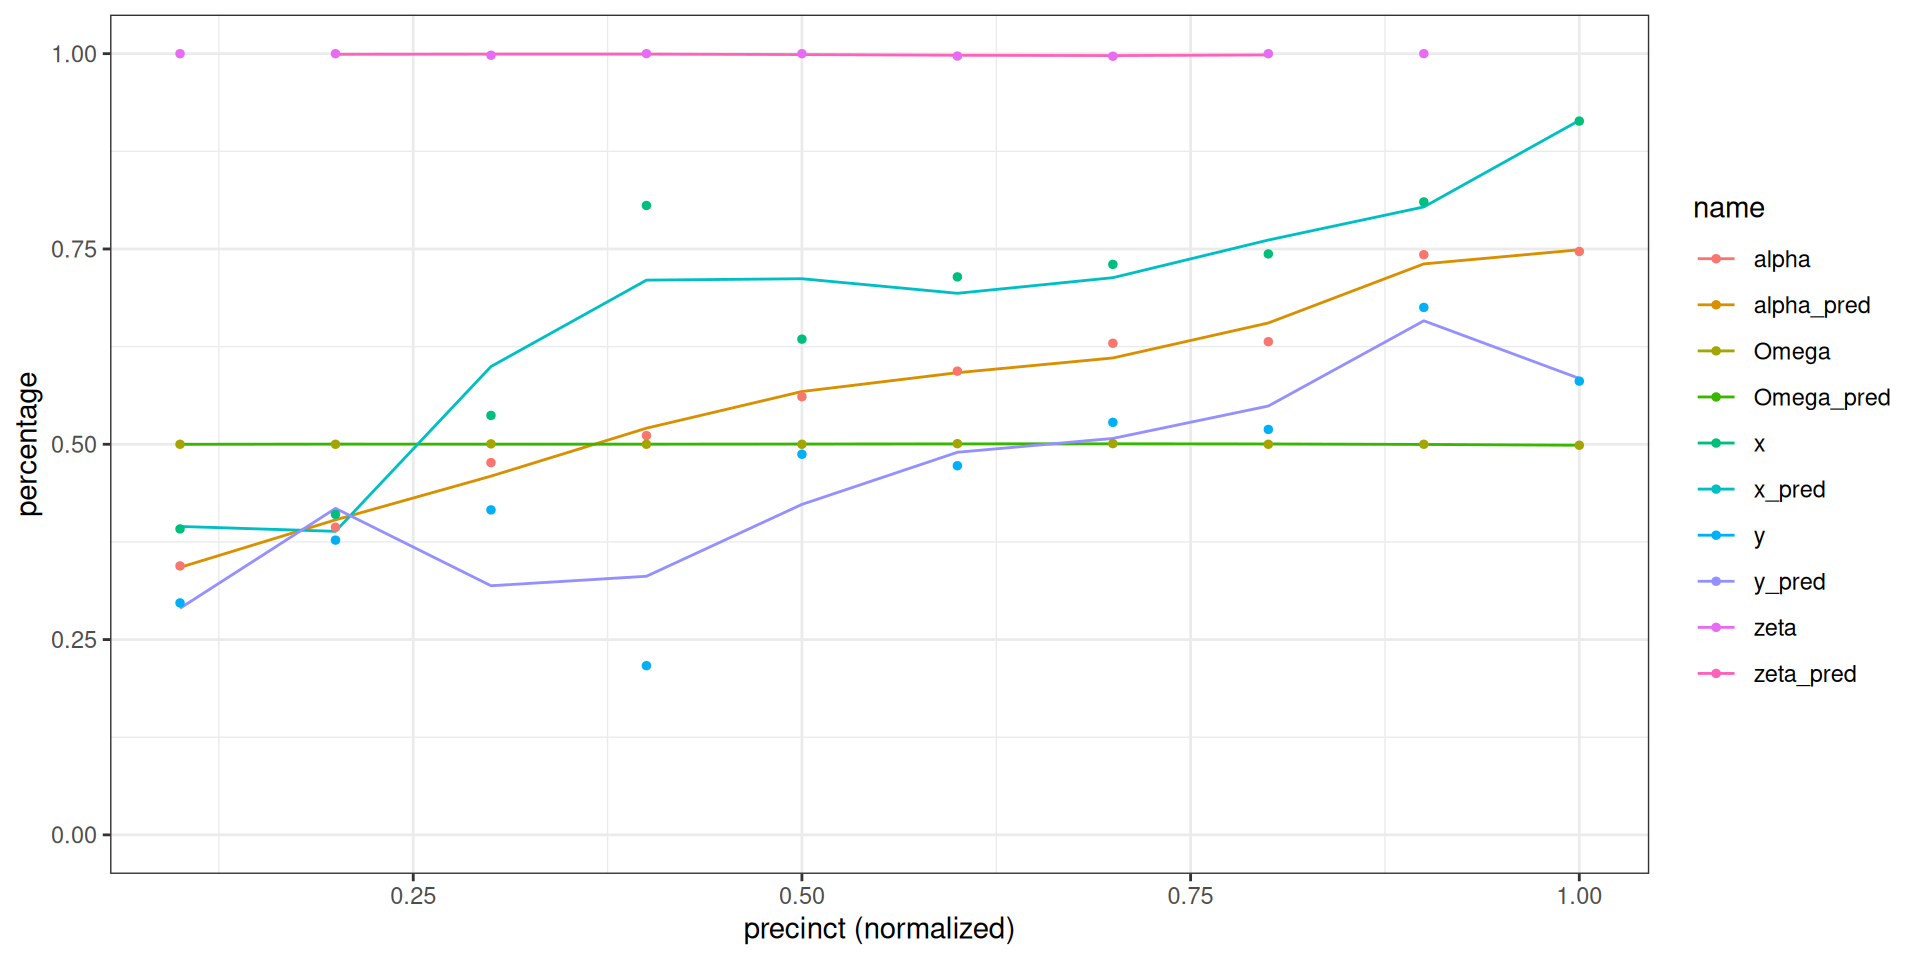 1.00
0.75
0.50
0.25
0.00
percentage
0.25 0.50 0.75 1.00
precinct (normalized)
name
alpha
alpha_pred
Omega
Omega_pred
x
x_pred
y
y_pred
zeta
zeta_pred